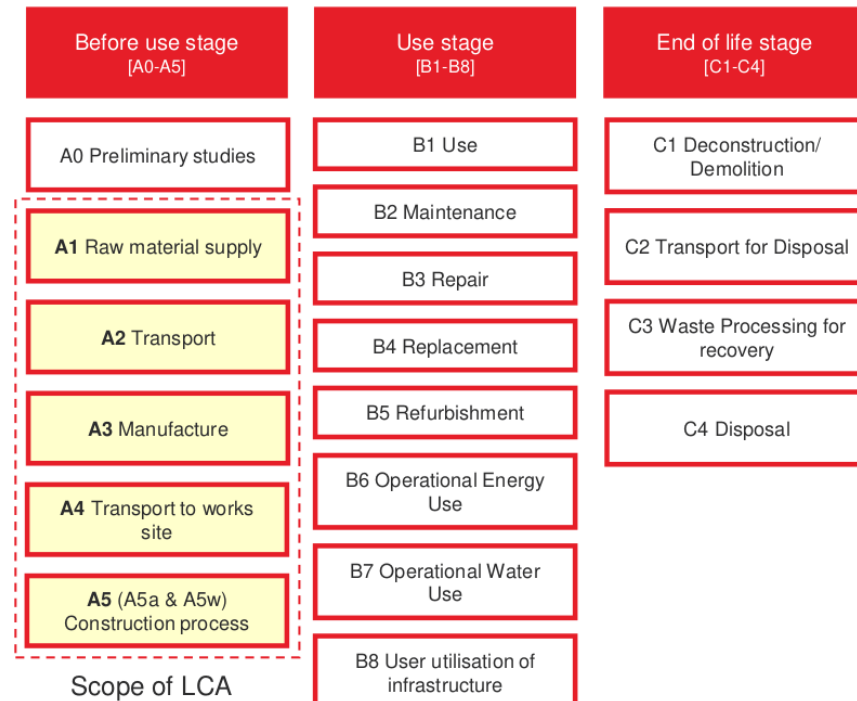 Before use stage
[A0-A5]
A0 Preliminary studies
A1 Raw material supply
A2 Transport
A3 Manufacture
A4 Transport to works
site
A5 (A5a & A5w)
Construction process
Scope of LCA
Use stage
[B1-B8]
B1 Use
B2 Maintenance
B3 Repair
B4 Replacement
B5 Refurbishment
B6 Operational Energy
Use
B7 Operational Water
Use
B8 User utilisation of
infrastructure
End of life stage
[C1-C4]
C1 Deconstruction/
Demolition
C2 Transport for Disposal
C3 Waste Processing for
recovery
C4 Disposal